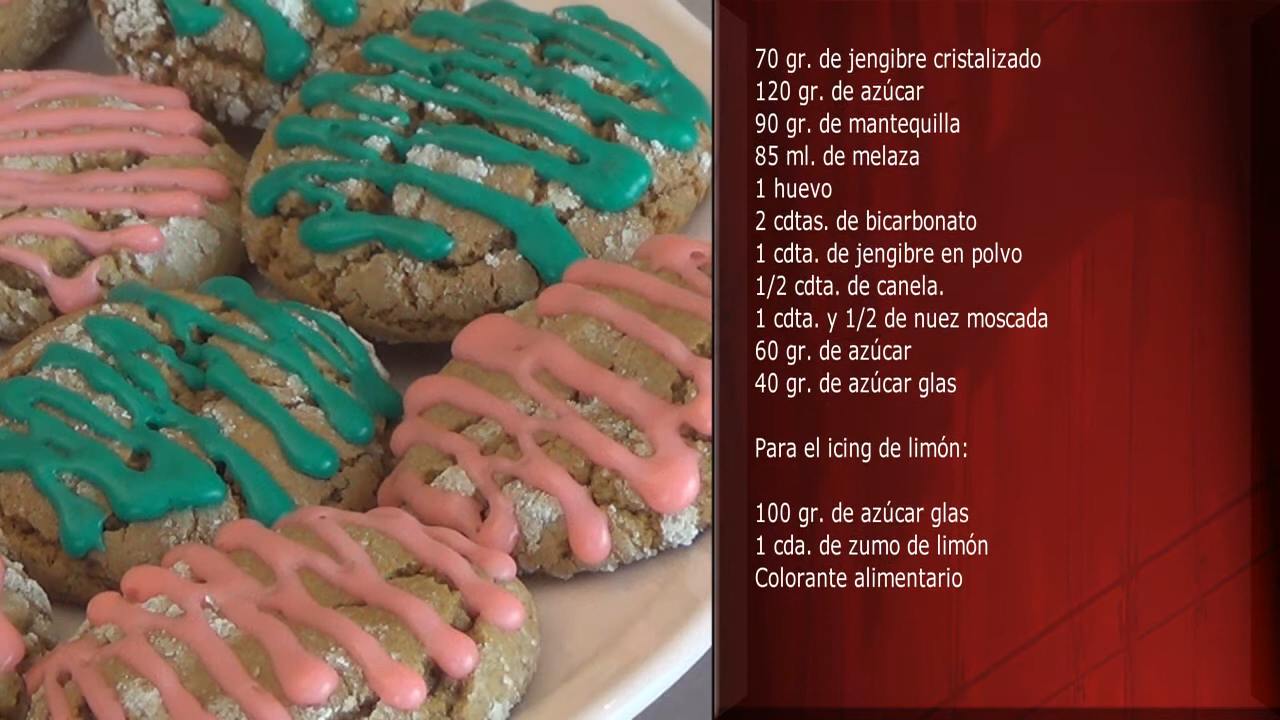 70 gr. de jengibre cristalizado
120 gr. de azúcar
90 gr. de mantequilla
85 ml. de melaza
1 huevo
2 cdtas. de bicarbonato
1 cdta. de jengibre en polvo
1/2 cdta. de canela.
1 cdta. y 1/2 de nuez moscada
60 gr. de azúcar
40 gr. de azúcar glas
Para el icing de limón:
100 gr. de azúcar glas
1 cda. de zumo de limón
Colorante alimentario